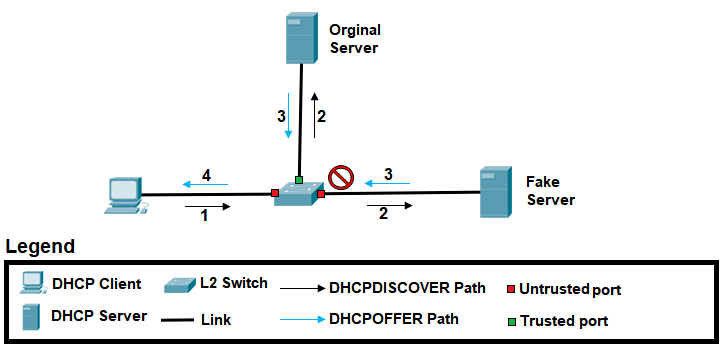 Orginal
Server
3
2
4
3
1
2
Fake
Server
Legend
DHCP Client
L2 Switch
DHCPDISCOVER Path
Untrusted port
DHCP Server
Link
DHCPOFFER Path
Trusted port